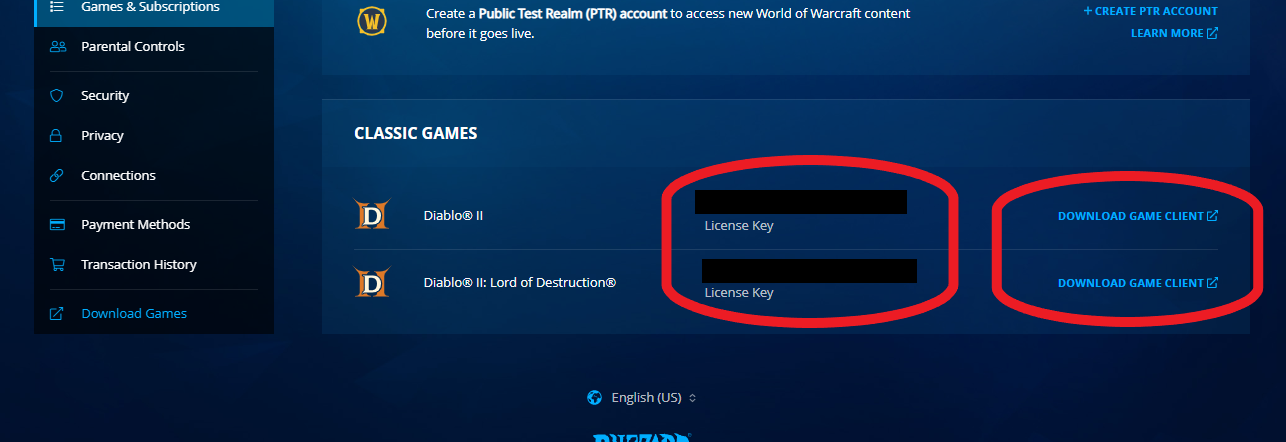 Games & Subscriptions
Parental Controls
Security
Privacy
Connections
Payment Methods
Transaction History
Download Games
Create a Public Test Realm (PTR) account to access new World of Warcraft content
before it goes live.
+ CREATE PTR ACCOUNT
LEARN MORE
CLASSIC GAMES
Diablo® II
License Key
DOWNLOAD GAME CLIENT
Diablo® II: Lord of Destruction®
License Key
DOWNLOAD GAME CLIENT
English (US)